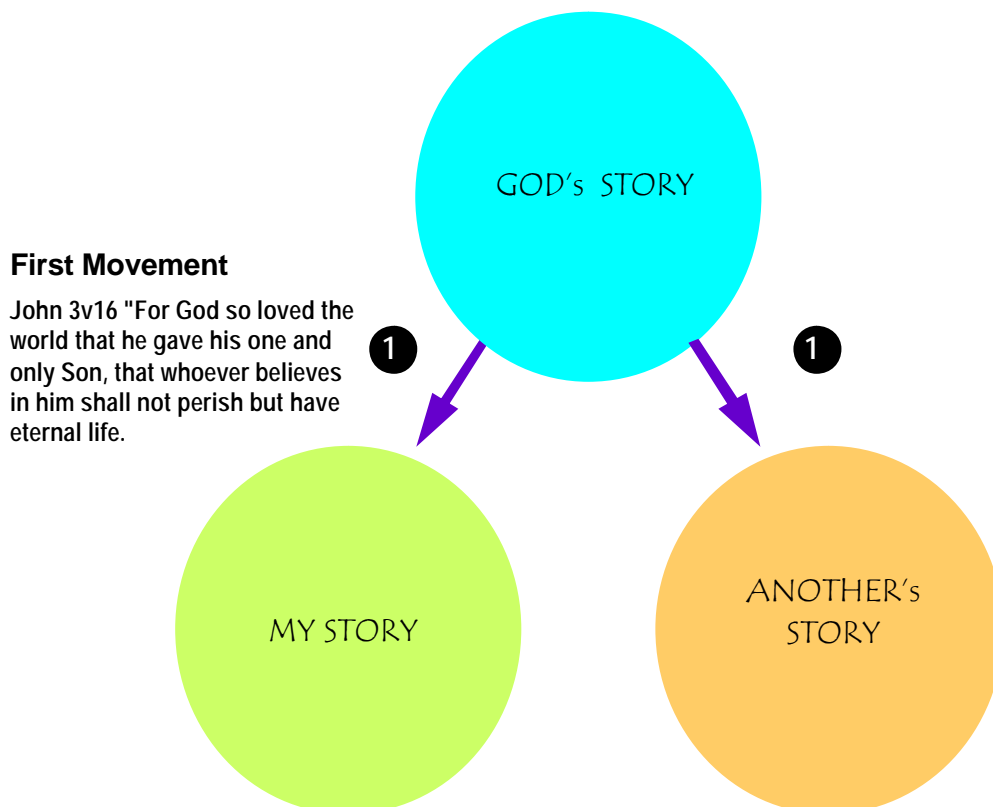 GOD's STORY
First Movement
John 3v16 "For God so loved the
world that he gave his one and
only Son, that whoever believes
in him shall not perish but have
eternal life.
1
1
MY STORY
ANOTHER's
STORY